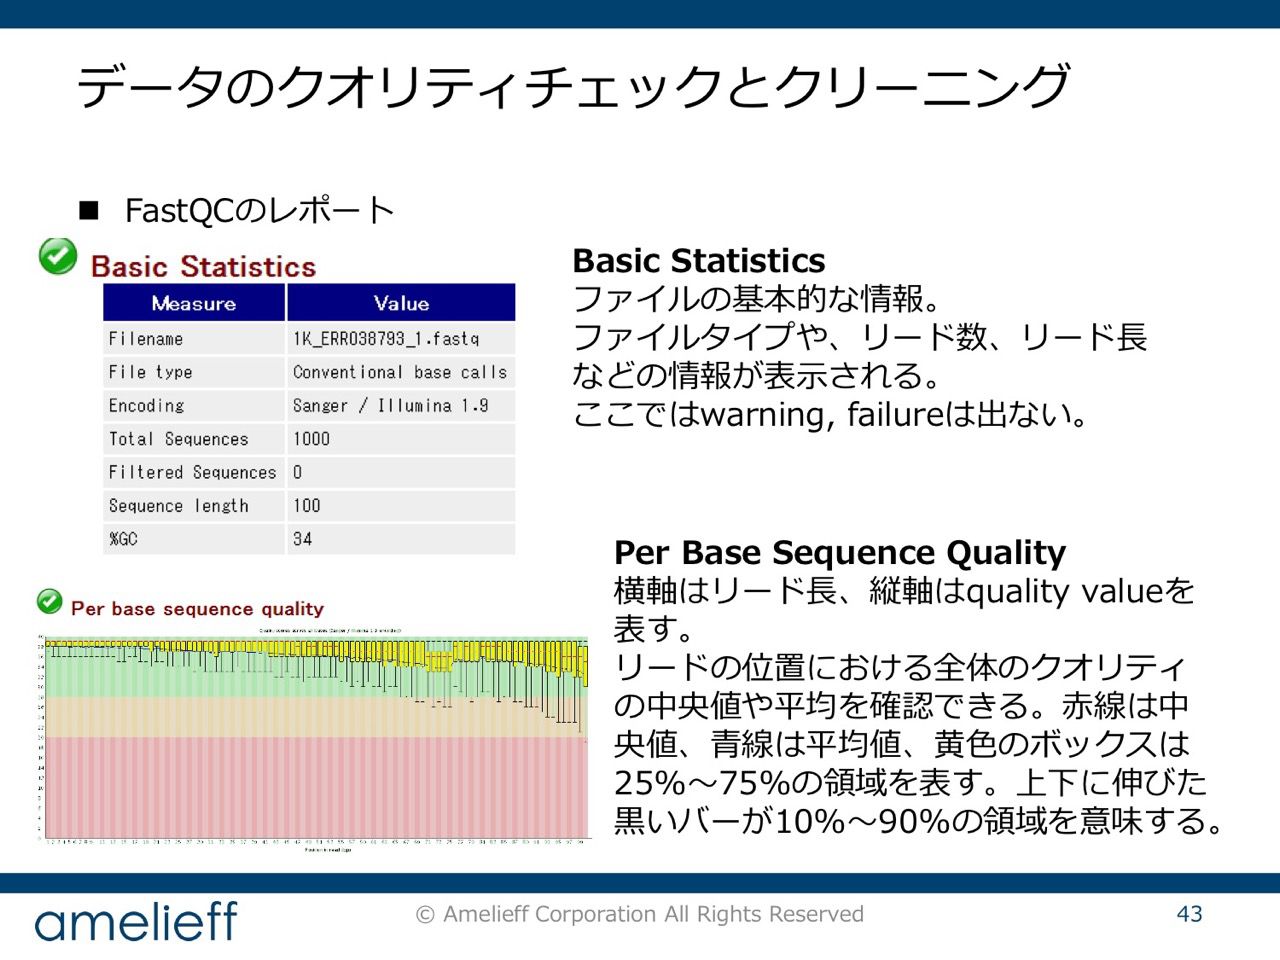 データのクオリティチェックとクリーニング
■ FastQCのレポート
Basic Statistics
Measure Value
Filename 1K_ERR038793_1.fastq
File type Conventional base calls
Encoding Sanger / Illumina 1.9
Total Sequences 1000
Filtered Sequences 0
Sequence length 100
%GC 34
Basic Statistics
ファイルの基本的な情報。
ファイルタイプや、リード数、リード長
などの情報が表示される。
ここではwarning, failureは出ない。
Per base sequence quality
Per Base Sequence Quality
横軸はリード長、縦軸はquality valueを
表す。
リードの位置における全体のクオリティ
の中央値や平均を確認できる。赤線は中
央値、青線は平均値、黄色のボックスは
25%～75%の領域を表す。上下に伸びた
黒いバーが10%～90%の領域を意味する。
amelieff
© Amelieff Corporation All Rights Reserved
43